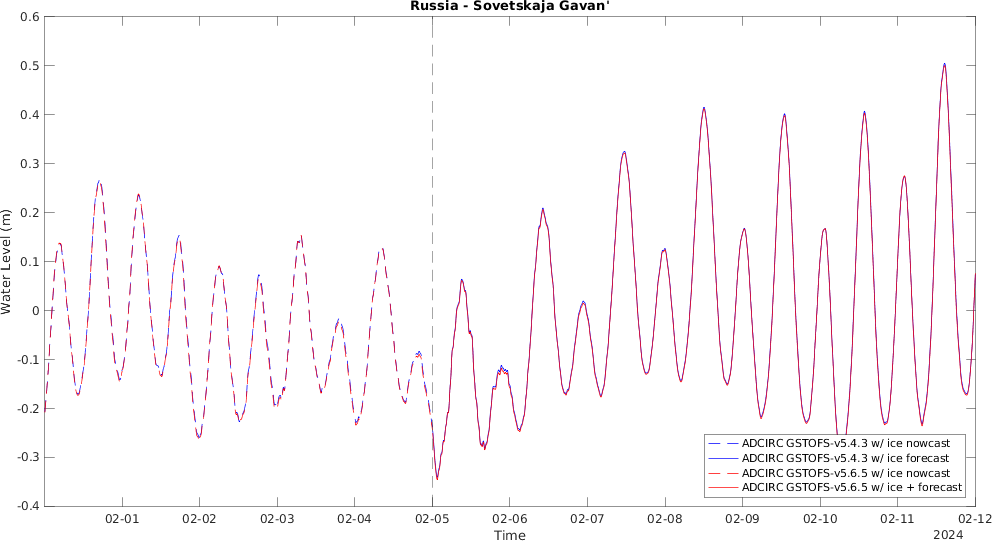 Russia - Sovetskaja Gavan'
0.6
0.5
0.4
0.3
0.2
0.1
0
-0.1
-0.2
-0.3
-0.4
Water Level (m)
ADCIRC GSTOFS-v5.4.3 w/ ice nowcast
ADCIRC GSTOFS-v5.4.3 w/ ice forecast
ADCIRC GSTOFS-v5.6.5 w/ ice nowcast
ADCIRC GSTOFS-v5.6.5 w/ ice + forecast
02-01 02-02 02-03 02-04 02-05 02-06 02-07 02-08 02-09 02-10 02-11 02-12
Time
2024